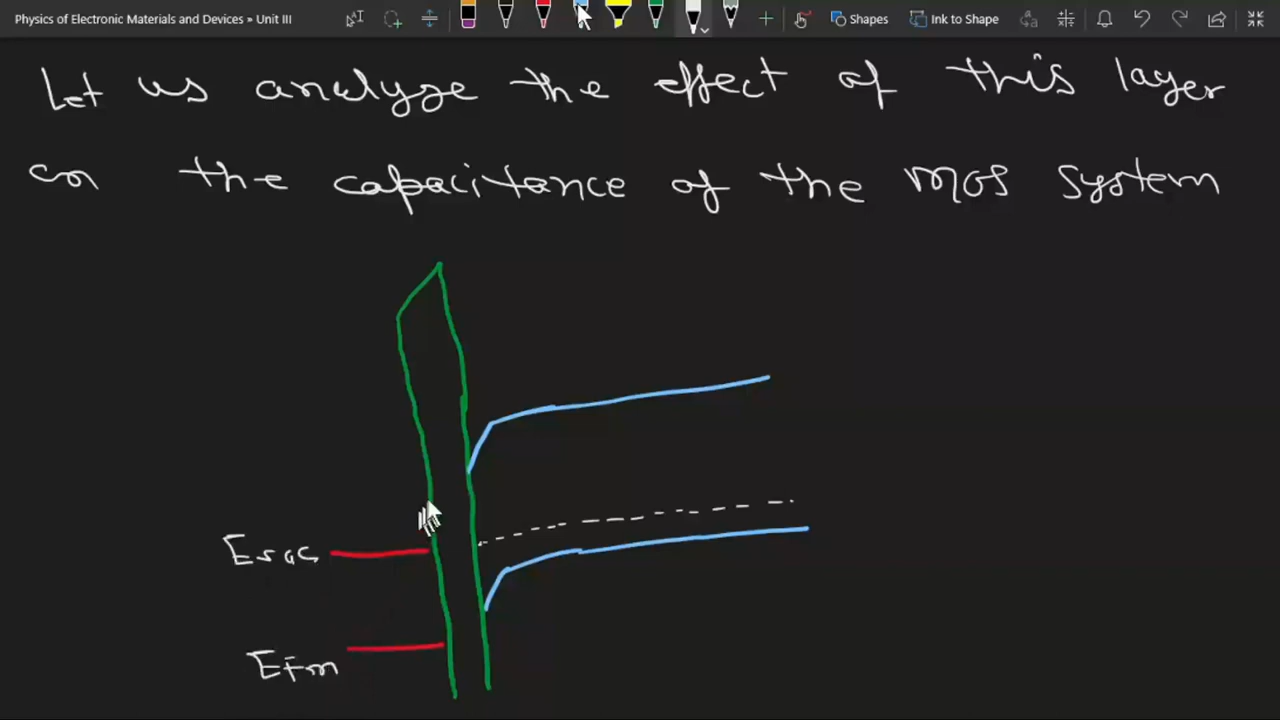 Physics of Electronic Materials and Devices » Unit III
Shapes
Ink to Shape
Let us analyze the effect of this layer
on the capacitance of the MOS system
Evac
EFm